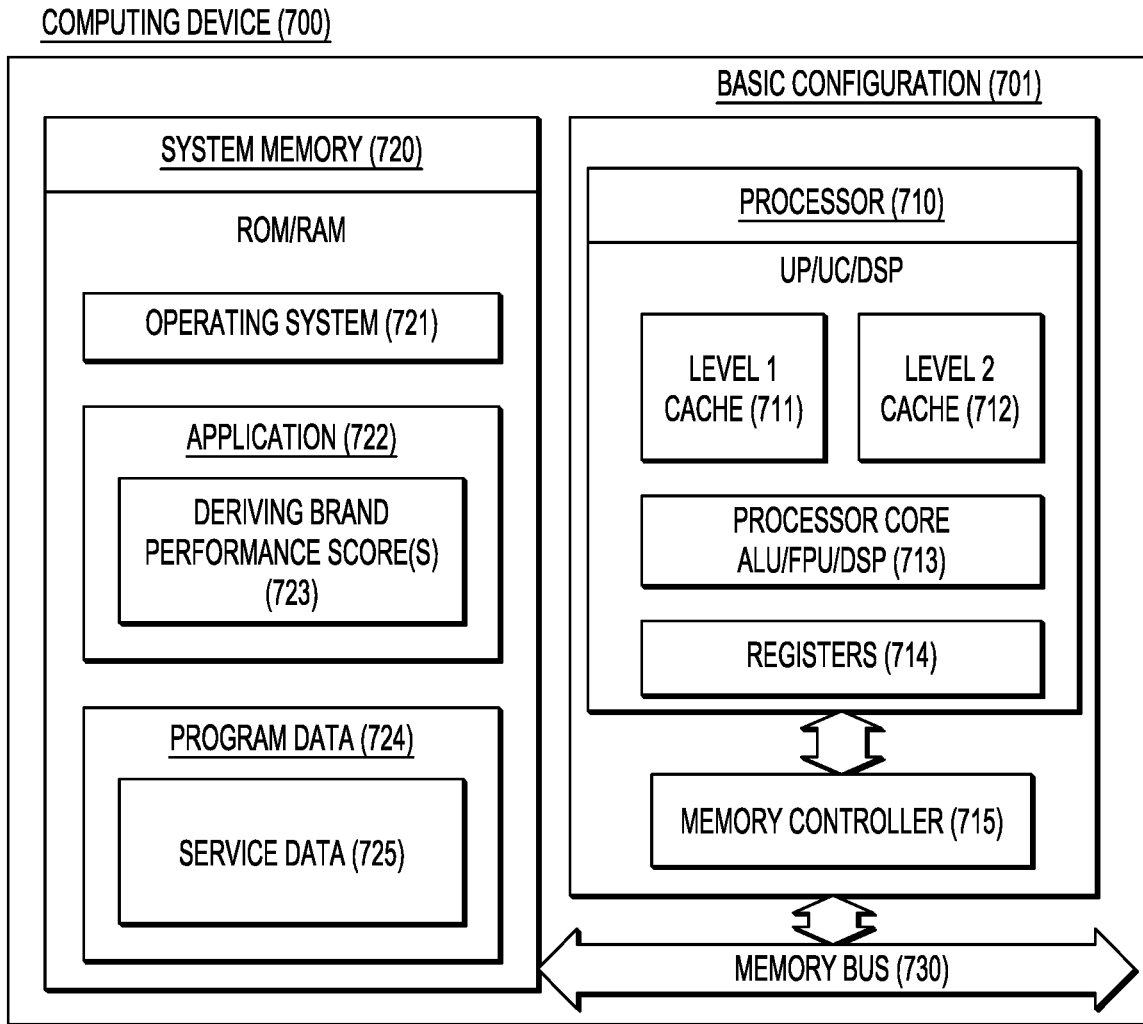 COMPUTING DEVICE (700)
SYSTEM MEMORY (720)
ROM/RAM
OPERATING SYSTEM (721)
APPLICATION (722)
DERIVING BRAND
PERFORMANCE SCORE(S)
(723)
PROGRAM DATA (724)
SERVICE DATA (725)
BASIC CONFIGURATION (701)
PROCESSOR (710)
UP/UC/DSP
LEVEL 1
CACHE (711)
LEVEL 2
CACHE (712)
PROCESSOR CORE
ALU/FPU/DSP (713)
REGISTERS (714)
MEMORY CONTROLLER (715)
MEMORY BUS (730)